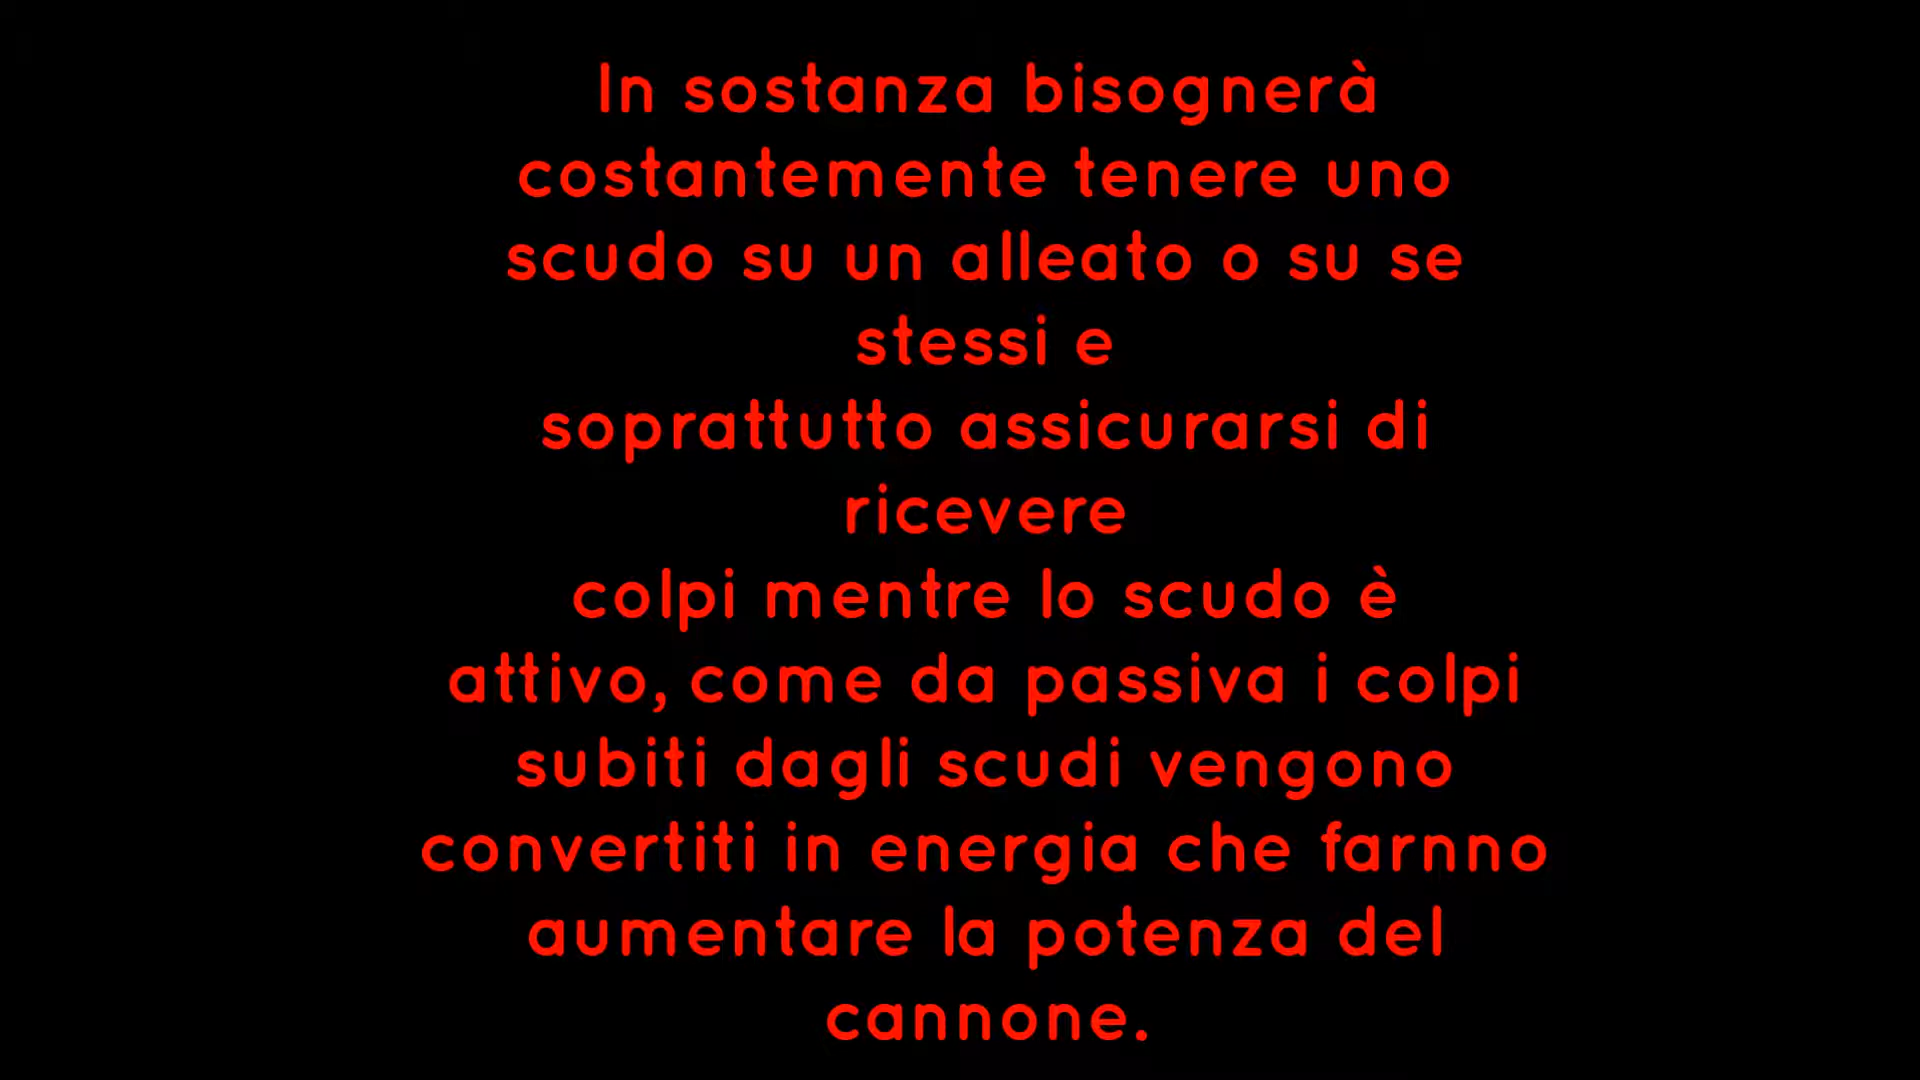 In sostanza bisognerà
costantemente tenere uno
scudo su un alleato o su se
stessi e
soprattutto assicurarsi di
ricevere
colpi mentre lo scudo è
attivo, come da passiva i colpi
subiti dagli scudi vengono
convertiti in energia che farnno
aumentare la potenza del
cannone.